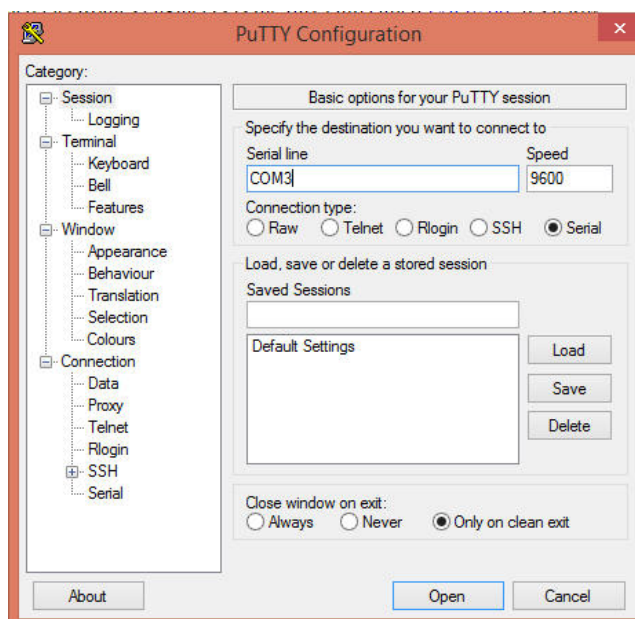 PuTTY Configuration
Category:
Session
Logging
Terminal
Keyboard
Bell
Features
Window
Appearance
Behaviour
Translation
Selection
Colours
Connection
Data
Proxy
Telnet
Rlogin
SSH
Serial
Basic options for your PuTTY session
Specify the destination you want to connect to
Serial line Speed
COM3 9600
Connection type:
Raw Telnet Rlogin SSH Serial
Load, save or delete a stored session
Saved Sessions
Default Settings
Load
Save
Delete
Close window on exit:
Always Never Only on clean exit
About Open Cancel